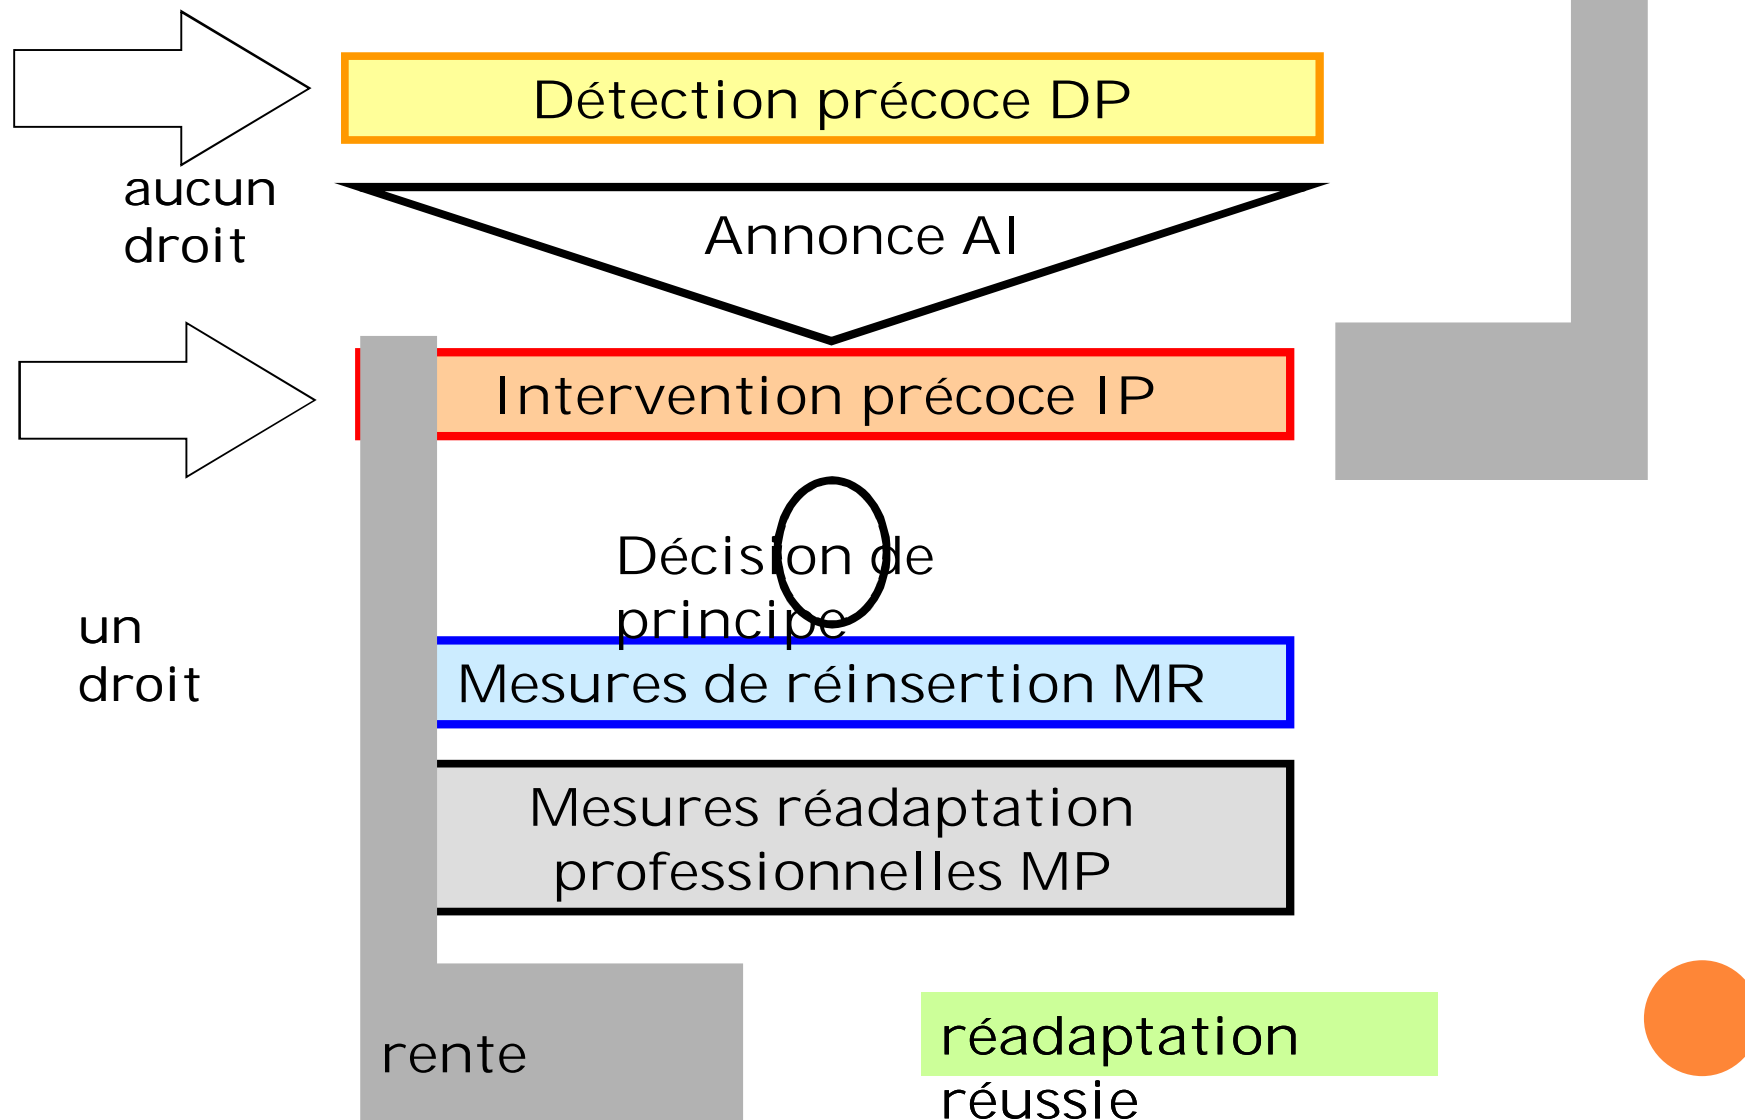 Détection précoce DP
aucun
droit
Annonce AI
Intervention précoce IP
Décision de
principe
un
droit
Mesures de réinsertion MR
Mesures réadaptation
professionnelles MP
rente
réadaptation
réussie